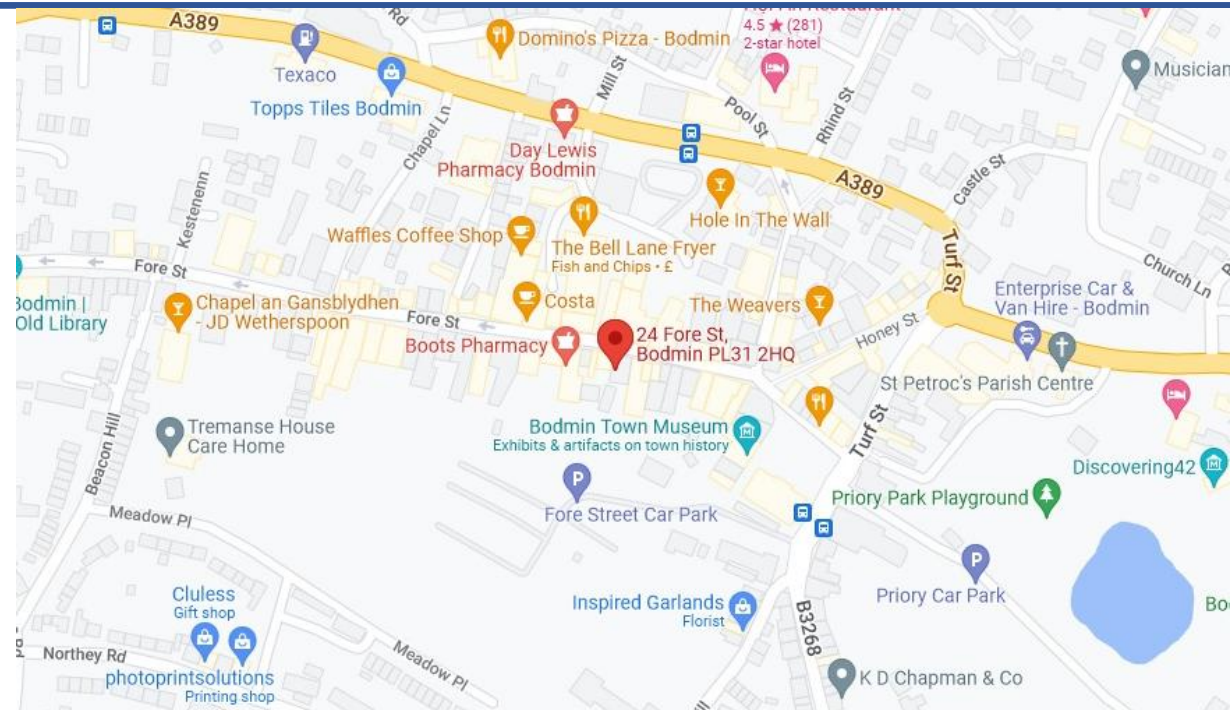 A389
Rd
4.5 ★ (281)
2-star hotel
Domino's Pizza - Bodmin
Texaco
Topps Tiles Bodmin
Mill St
Musician
Pool St
Rhind St
Chapel Ln
Day Lewis
Pharmacy Bodmin
A389
Castle St
Kestenenn
Hole In The Wall
Waffles Coffee Shop
The Bell Lane Fryer
Fish and Chips • £
Turf St
Church Ln
Fore St
Bodmin |
Old Library
Chapel an Gansblydhen
- JD Wetherspoon
Fore St
Costa
The Weavers
Enterprise Car &
Van Hire - Bodmin
Honey St
Boots Pharmacy
24 Fore St,
Bodmin PL31 2HQ
St Petroc's Parish Centre
Tremanse House
Care Home
Beacon Hill
Bodmin Town Museum
Exhibits & artifacts on town history
Turf St
Discovering42
P
Fore Street Car Park
Priory Park Playground
Meadow Pl
P
Priory Car Park
Cluless
Gift shop
Inspired Garlands
Florist
B3268
Bo
Northey Rd
photoprintsolutions
Printing shop
Meadow Pl
K D Chapman & Co